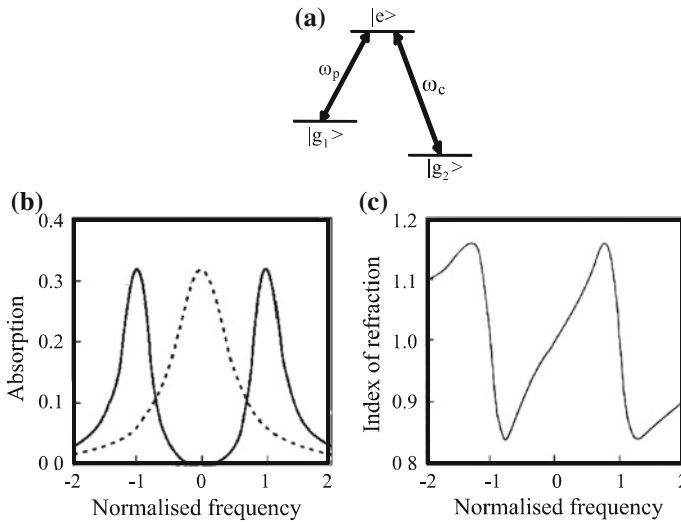 (a)
|e>
ωp
ωc
|g1>
|g2>
(b)
0.4
0.3
0.2
0.1
0 0
-2
-1
0
1
2
Absorption
Normalised frequency
(c)
1.2
1.1
1.0
0.9
0 8
-2
-1
0
1
2
Index of refraction
Normalised frequency